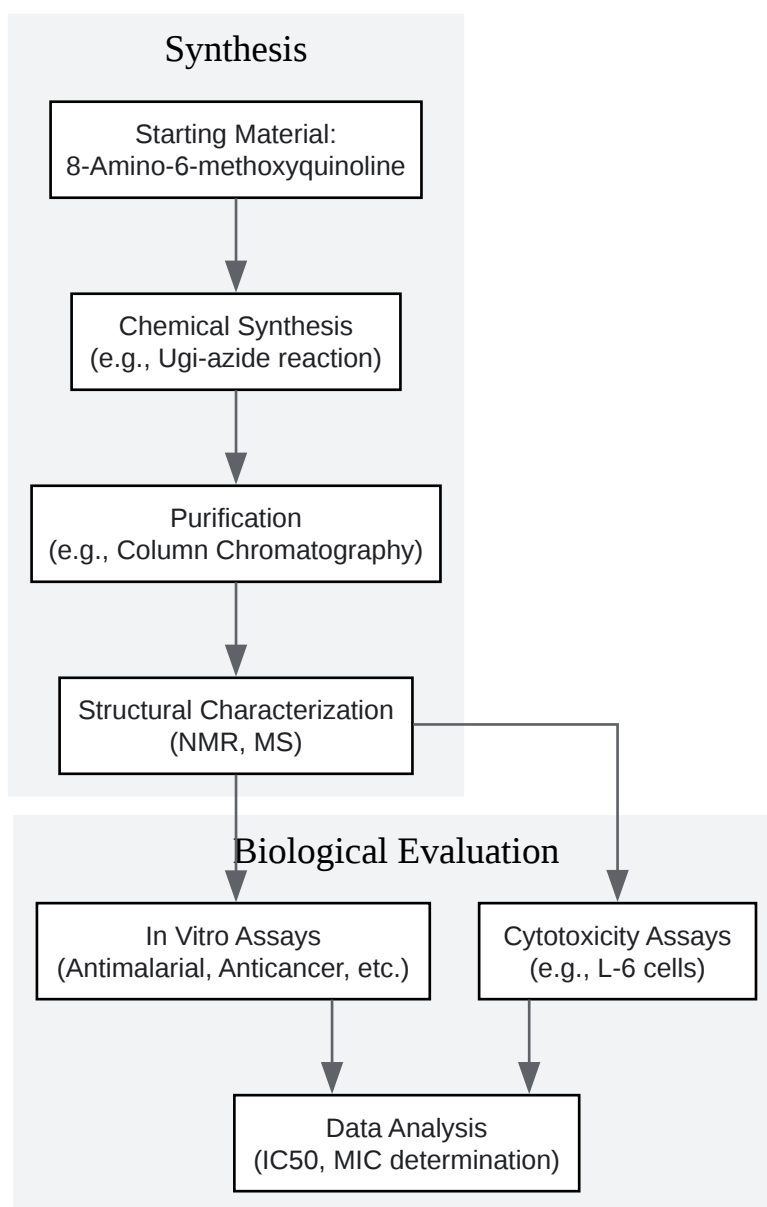 Synthesis
Starting Material:
8-Amino-6-methoxyquinoline
Chemical Synthesis
(e.g., Ugi-azide reaction)
Purification
(e.g., Column Chromatography)
Structural Characterization
(NMR, MS)
Biological Evaluation
In Vitro Assays
(Antimalarial, Anticancer, etc.)
Cytotoxicity Assays
(e.g., L-6 cells)
Data Analysis
(IC50, MIC determination)